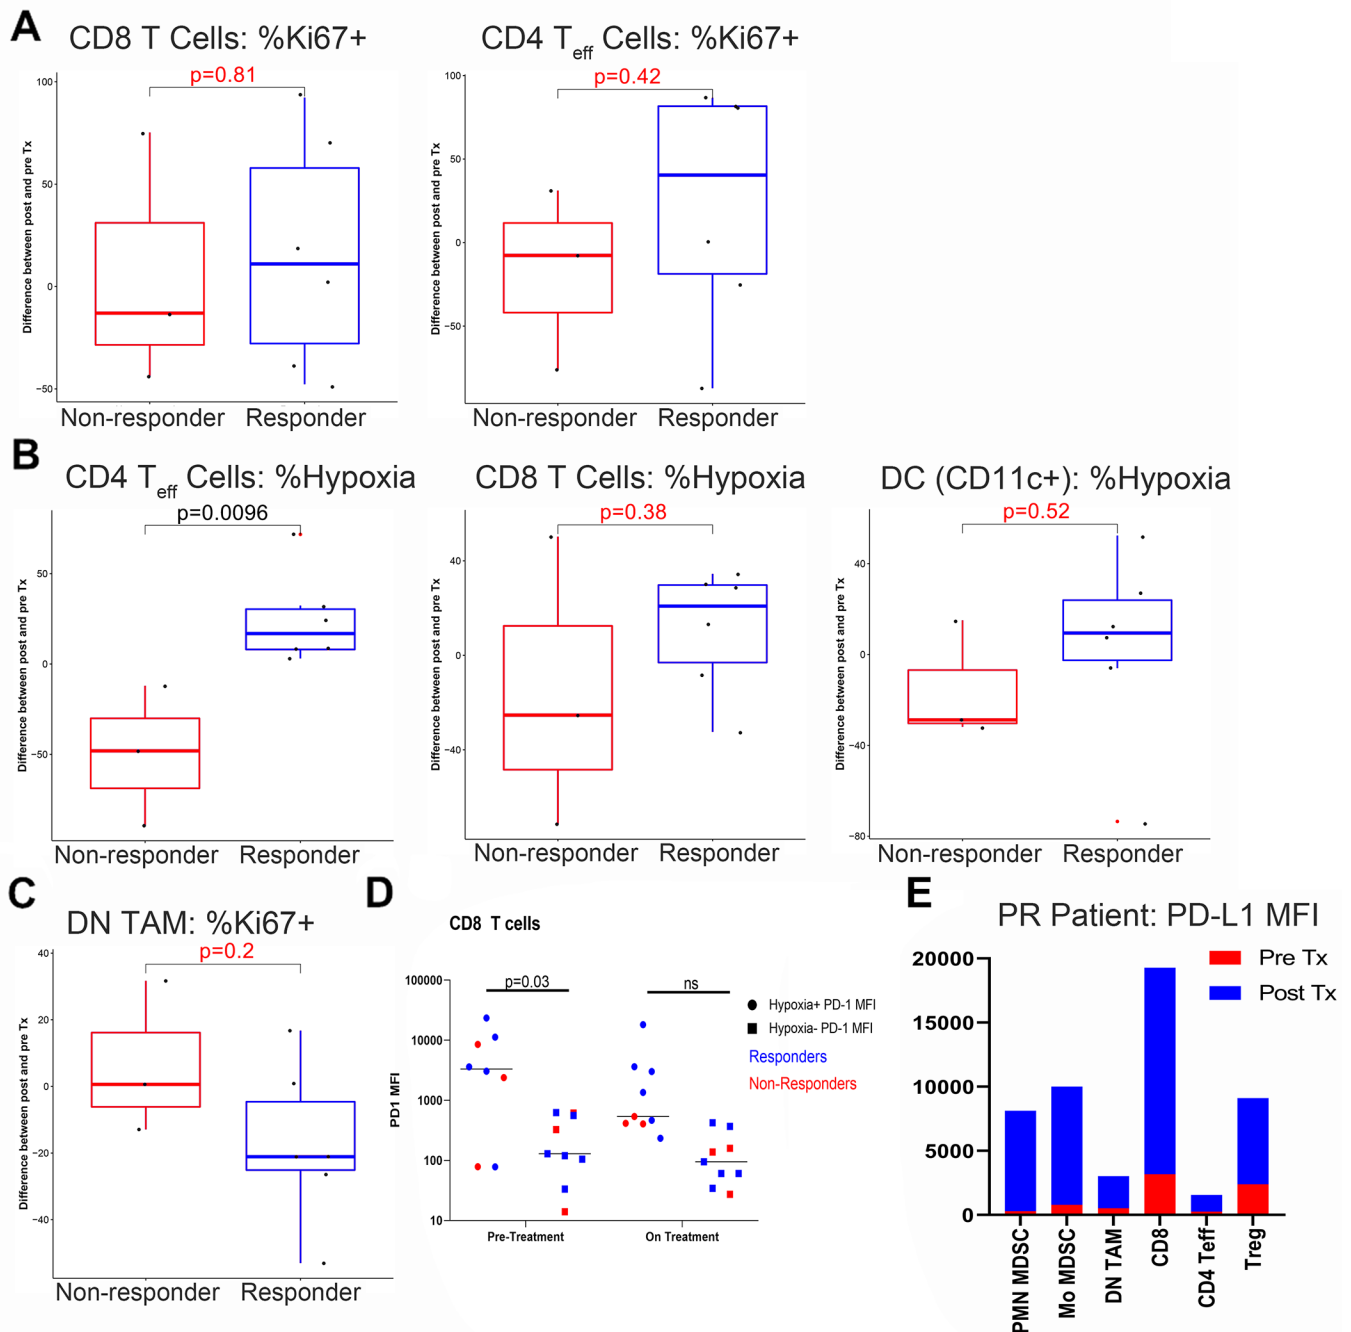 A
CD8 T Cells: %Ki67+
CD4 Teff Cells: %Ki67+
p=0.81
p=0.42
Difference between post and pre Tx
100
50
0
−50
Non-responder
Responder
Difference between post and pre Tx
100
50
0
−50
Non-responder
Responder
B
CD4 Teff Cells: %Hypoxia
CD8 T Cells: %Hypoxia
DC (CD11c+): %Hypoxia
p=0.0096
p=0.38
p=0.52
Difference between post and pre Tx
50
0
−50
Non-responder
Responder
Difference between post and pre Tx
40
0
−40
Non-responder
Responder
Difference between post and pre Tx
40
0
−40
−80
Non-responder
Responder
C
DN TAM: %Ki67+
p=0.2
Difference between post and pre Tx
40
20
0
−20
−40
Non-responder
Responder
D
CD8 T cells
p=0.03
ns
PD1 MFI
100000
10000
1000
100
10
Pre-Treatment
On Treatment
Hypoxia+ PD-1 MFI
Hypoxia- PD-1 MFI
Responders
Non-Responders
E
PR Patient: PD-L1 MFI
Pre Tx
Post Tx
20000
15000
10000
5000
0
PMN MDSC
Mo MDSC
DN TAM
CD8
CD4 Teff
Treg